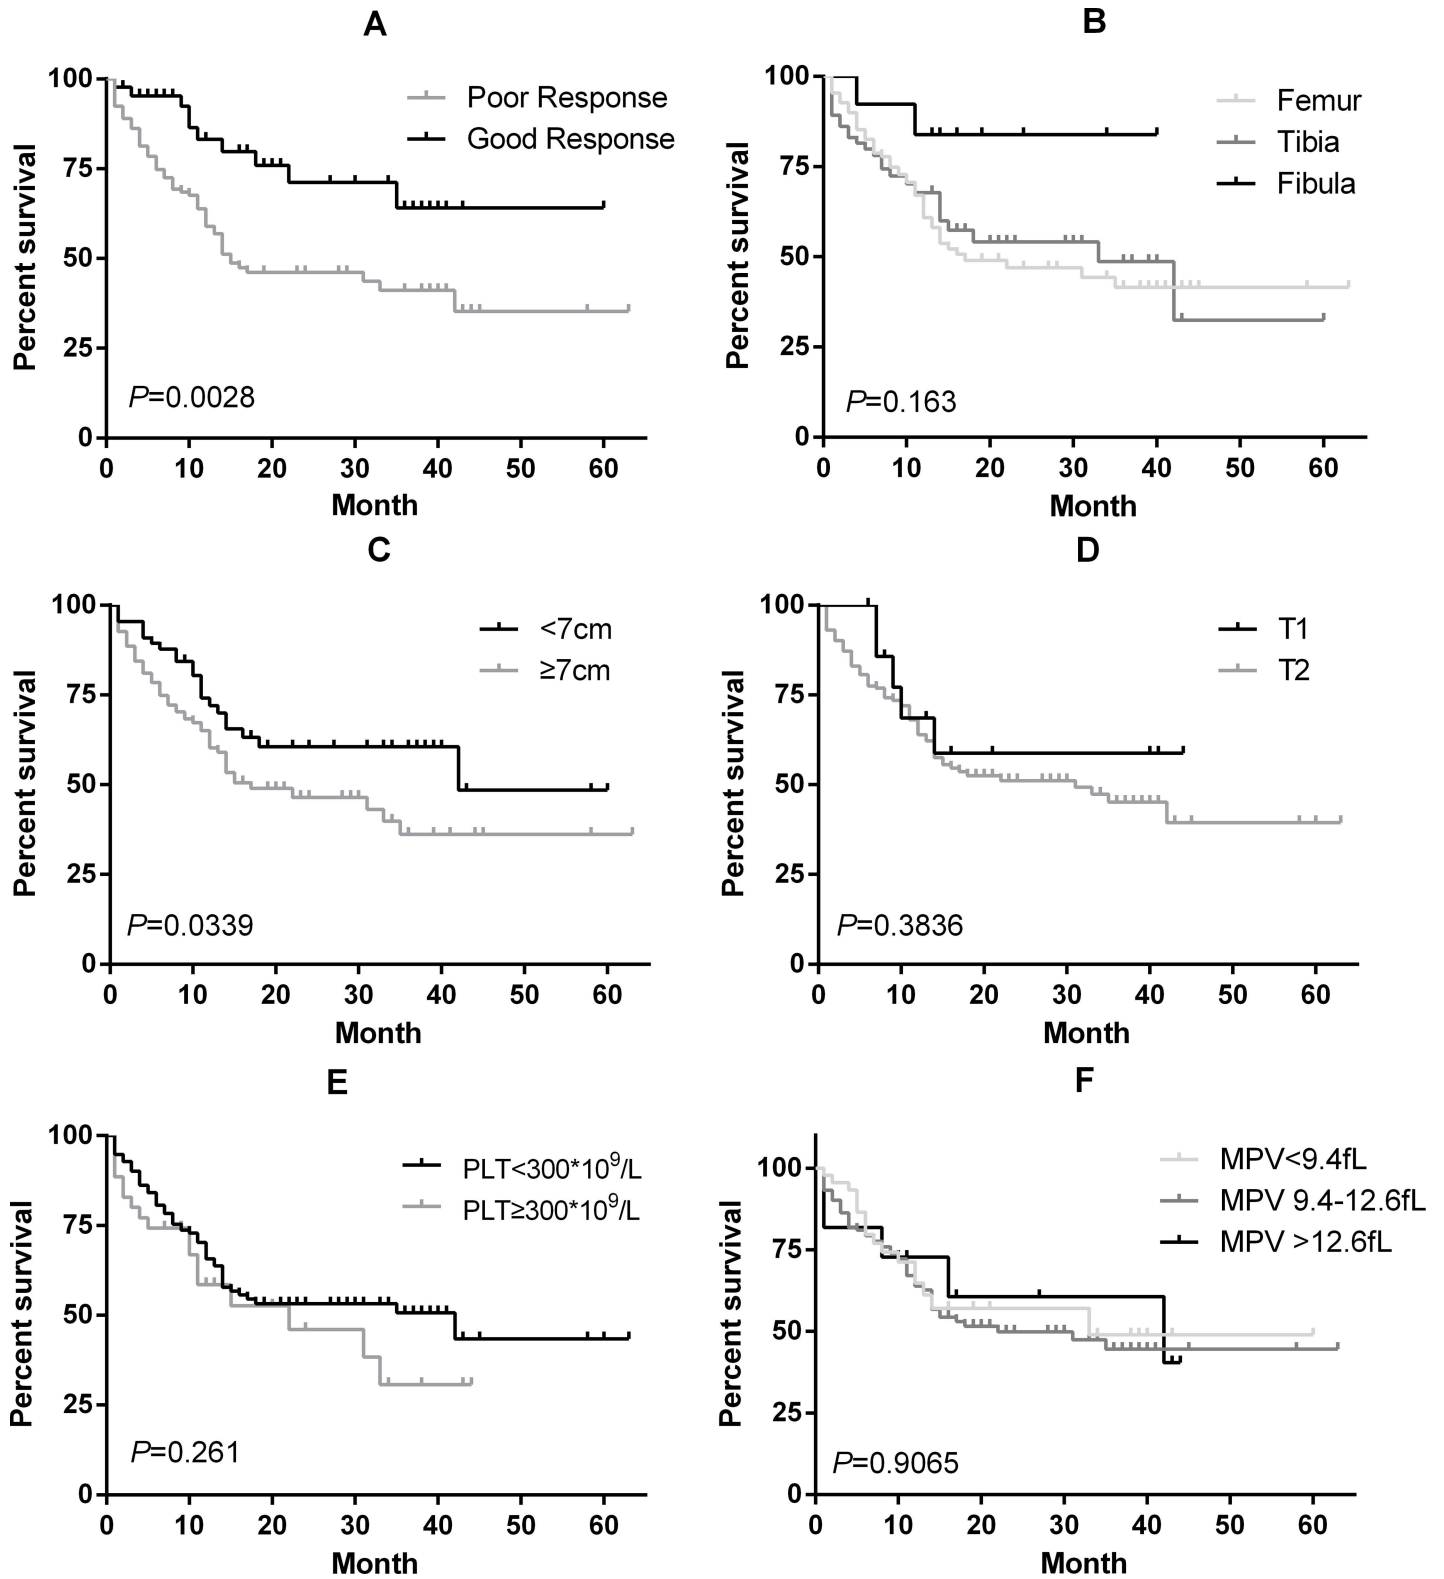 A
100
75
50
25
0
Percent survival
Poor Response
Good Response
P=0.0028
0 10 20 30 40 50 60
Month
B
100
75
50
25
0
Percent survival
Femur
Tibia
Fibula
P=0.163
0 10 20 30 40 50 60
Month
C
100
75
50
25
0
Percent survival
<7cm
≥7cm
P=0.0339
0 10 20 30 40 50 60
Month
D
100
75
50
25
0
Percent survival
T1
T2
P=0.3836
0 10 20 30 40 50 60
Month
E
100
75
50
25
0
Percent survival
PLT<300*10⁹/L
PLT≥300*10⁹/L
P=0.261
0 10 20 30 40 50 60
Month
F
100
75
50
25
0
Percent survival
MPV<9.4fL
MPV 9.4-12.6fL
MPV >12.6fL
P=0.9065
0 10 20 30 40 50 60
Month